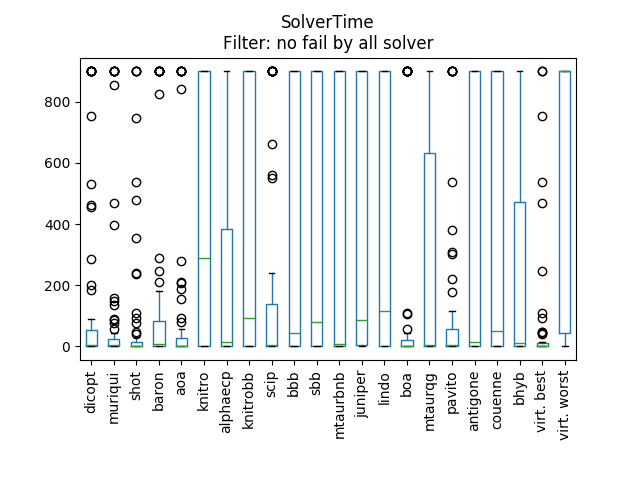 SolverTime
Filter: no fail by all solver
800
600
400
200
0
dicopt
muriqui
shot
baron
aoa
knitro
alphaecp
knitrobb
scip
bbb
sbb
mtaurbnb
juniper
lindo
boa
mtaurqg
pavito
antigone
couenne
bhyb
virt. best
virt. worst